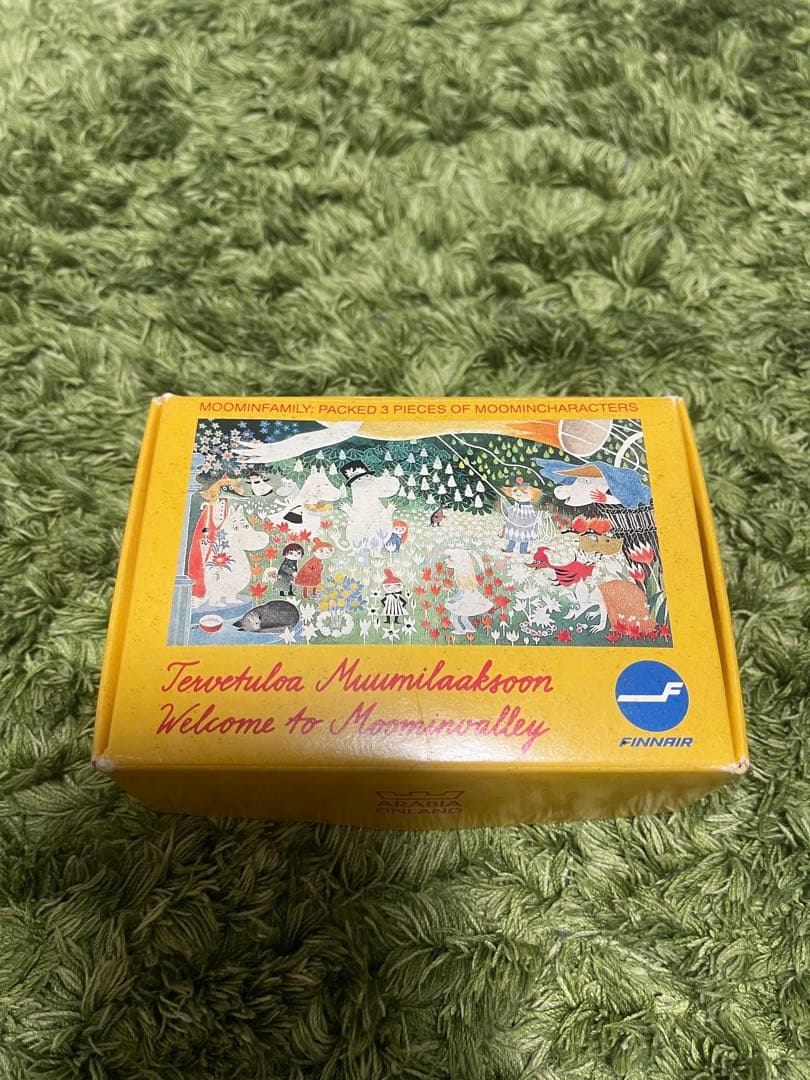 MOOMINFAMILY: PACKED 3 PIECES OF MOOMINCHARACTERS
Tervetuloa Muumilaaksoon
Welcome to Moominvalley
FINNAIR
ARABIA
FINLAND